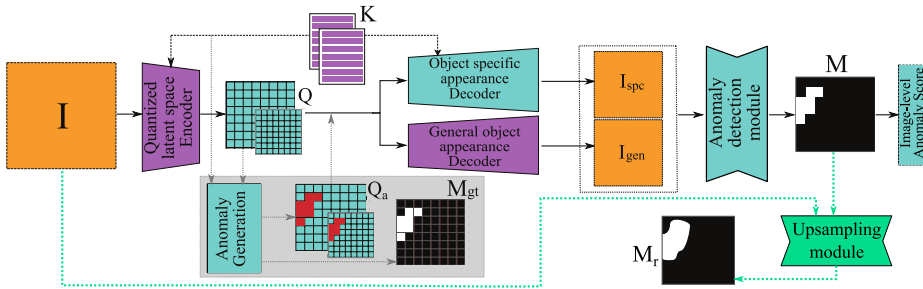 K
I
Quantized
latent space
Encoder
Q
Object specific
appearance
Decoder
General object
appearance
Decoder
I_spc
I_gen
Anomaly
detection
module
M
Image-level
Anomaly Score
Anomaly
Generation
Q_a
M_gt
M_r
Upsampling
module